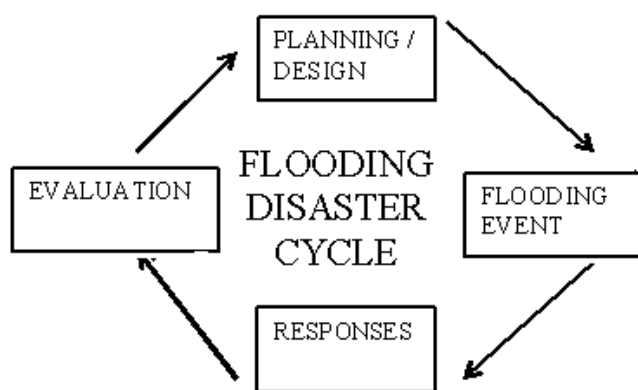 PLANNING /
DESIGN
EVALUATION
FLOODING
DISASTER
CYCLE
FLOODING
EVENT
RESPONSES